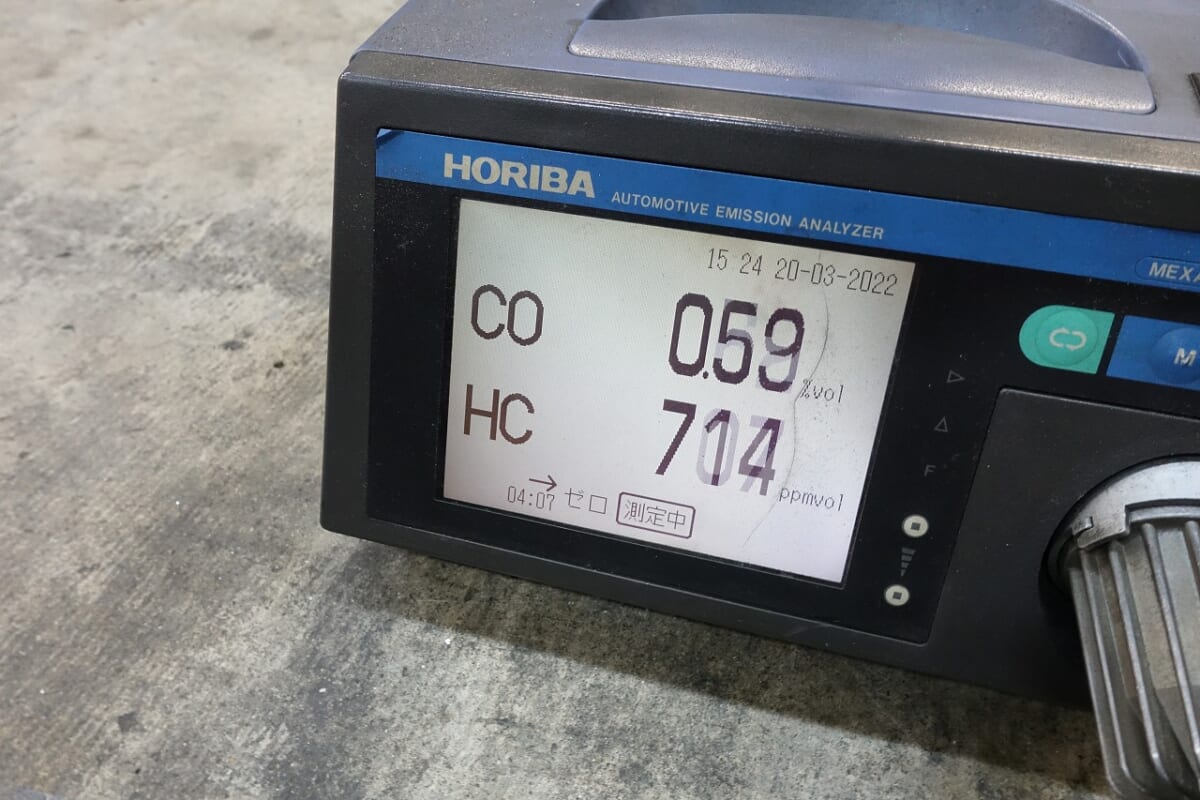 HORIBA AUTOMOTIVE EMISSION ANALYZER
MEXA
15 24 20-03-2022
CO 0.59 %vol
HC 714 ppmvol
04:07 → ゼロ 測定中
M
F